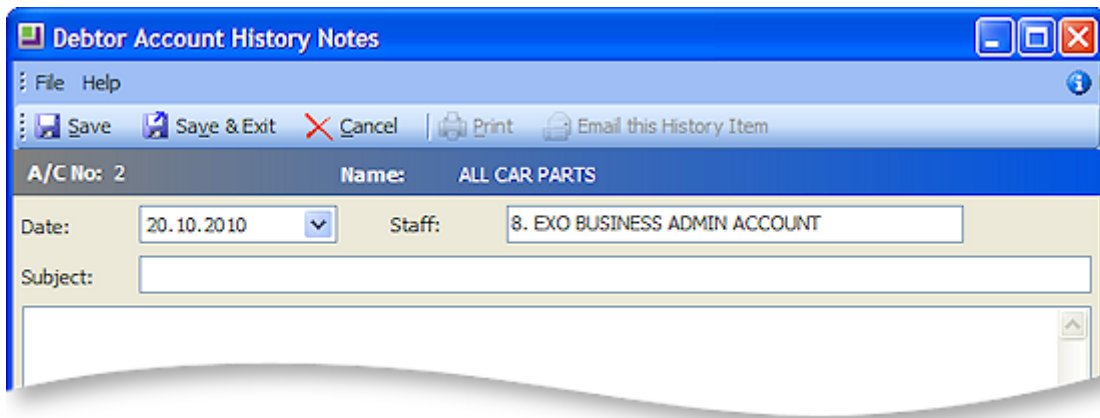 Debtor Account History Notes
File Help
Save Save & Exit Cancel Print Email this History Item
A/C No: 2 Name: ALL CAR PARTS
Date: 20.10.2010 Staff: 8. EXO BUSINESS ADMIN ACCOUNT
Subject: